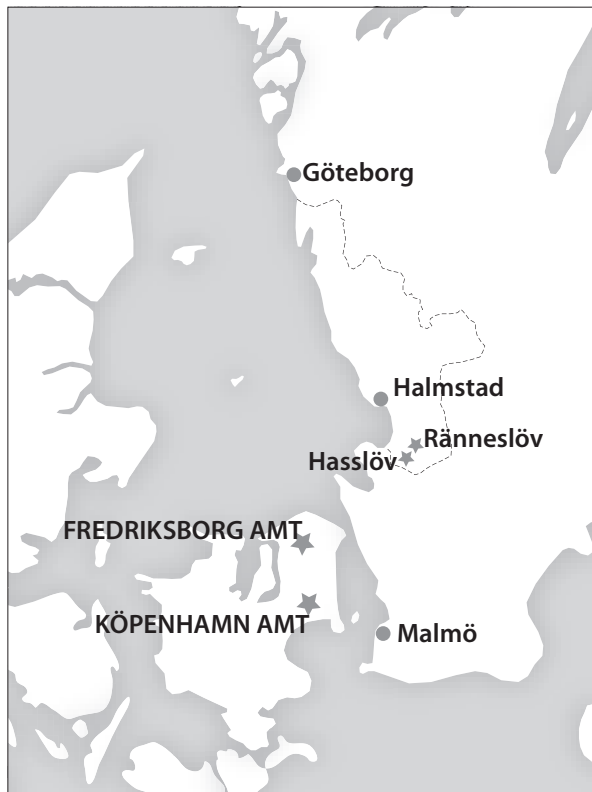 Göteborg
Halmstad
Ränneslöv
Hasslöv
FREDRIKSBORG AMT
KÖPENHAMN AMT
Malmö